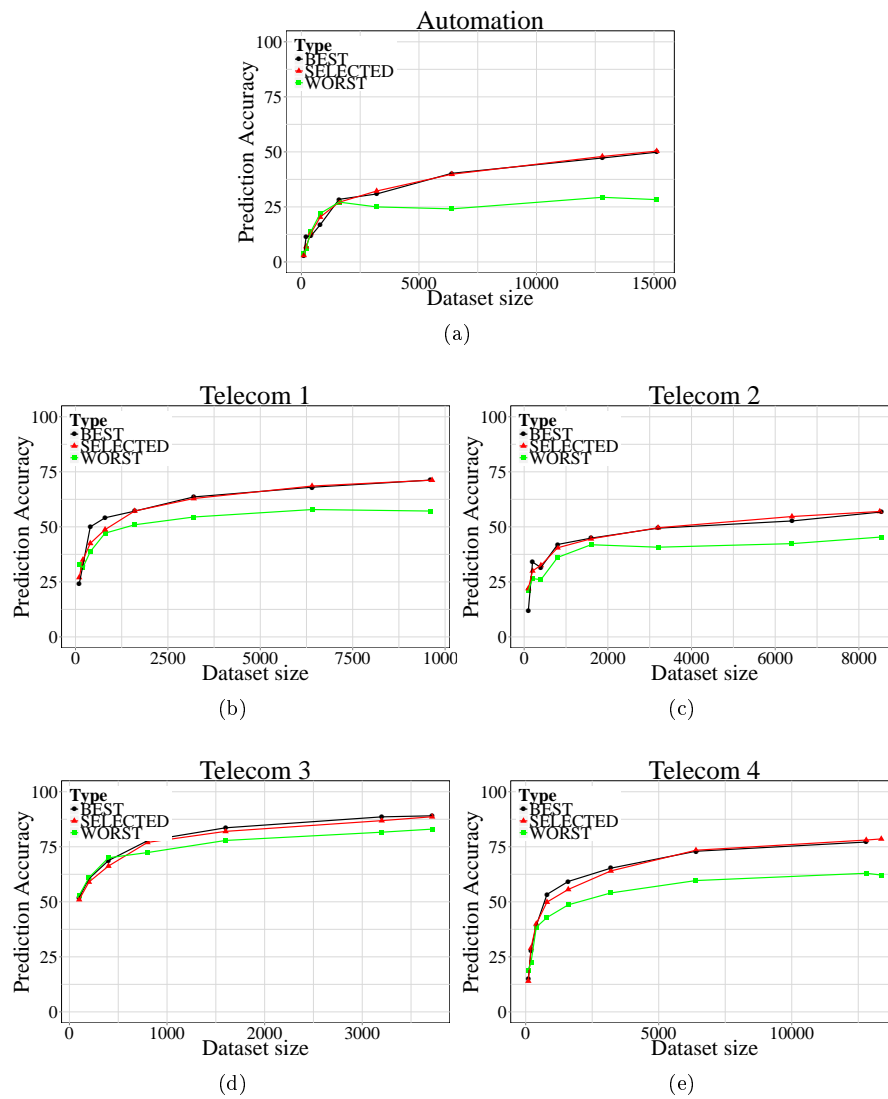 Automation
Prediction Accuracy
100
75
50
25
0
Type
BEST
SELECTED
WORST
0 5000 10000 15000
Dataset size
(a)
Telecom 1
Prediction Accuracy
100
75
50
25
0
Type
BEST
SELECTED
WORST
0 2500 5000 7500 1000
Dataset size
(b)
Telecom 2
Prediction Accuracy
100
75
50
25
0
Type
BEST
SELECTED
WORST
0 2000 4000 6000 8000
Dataset size
(c)
Telecom 3
Prediction Accuracy
100
75
50
25
0
Type
BEST
SELECTED
WORST
0 1000 2000 3000
Dataset size
(d)
Telecom 4
Prediction Accuracy
100
75
50
25
0
Type
BEST
SELECTED
WORST
0 5000 10000
Dataset size
(e)